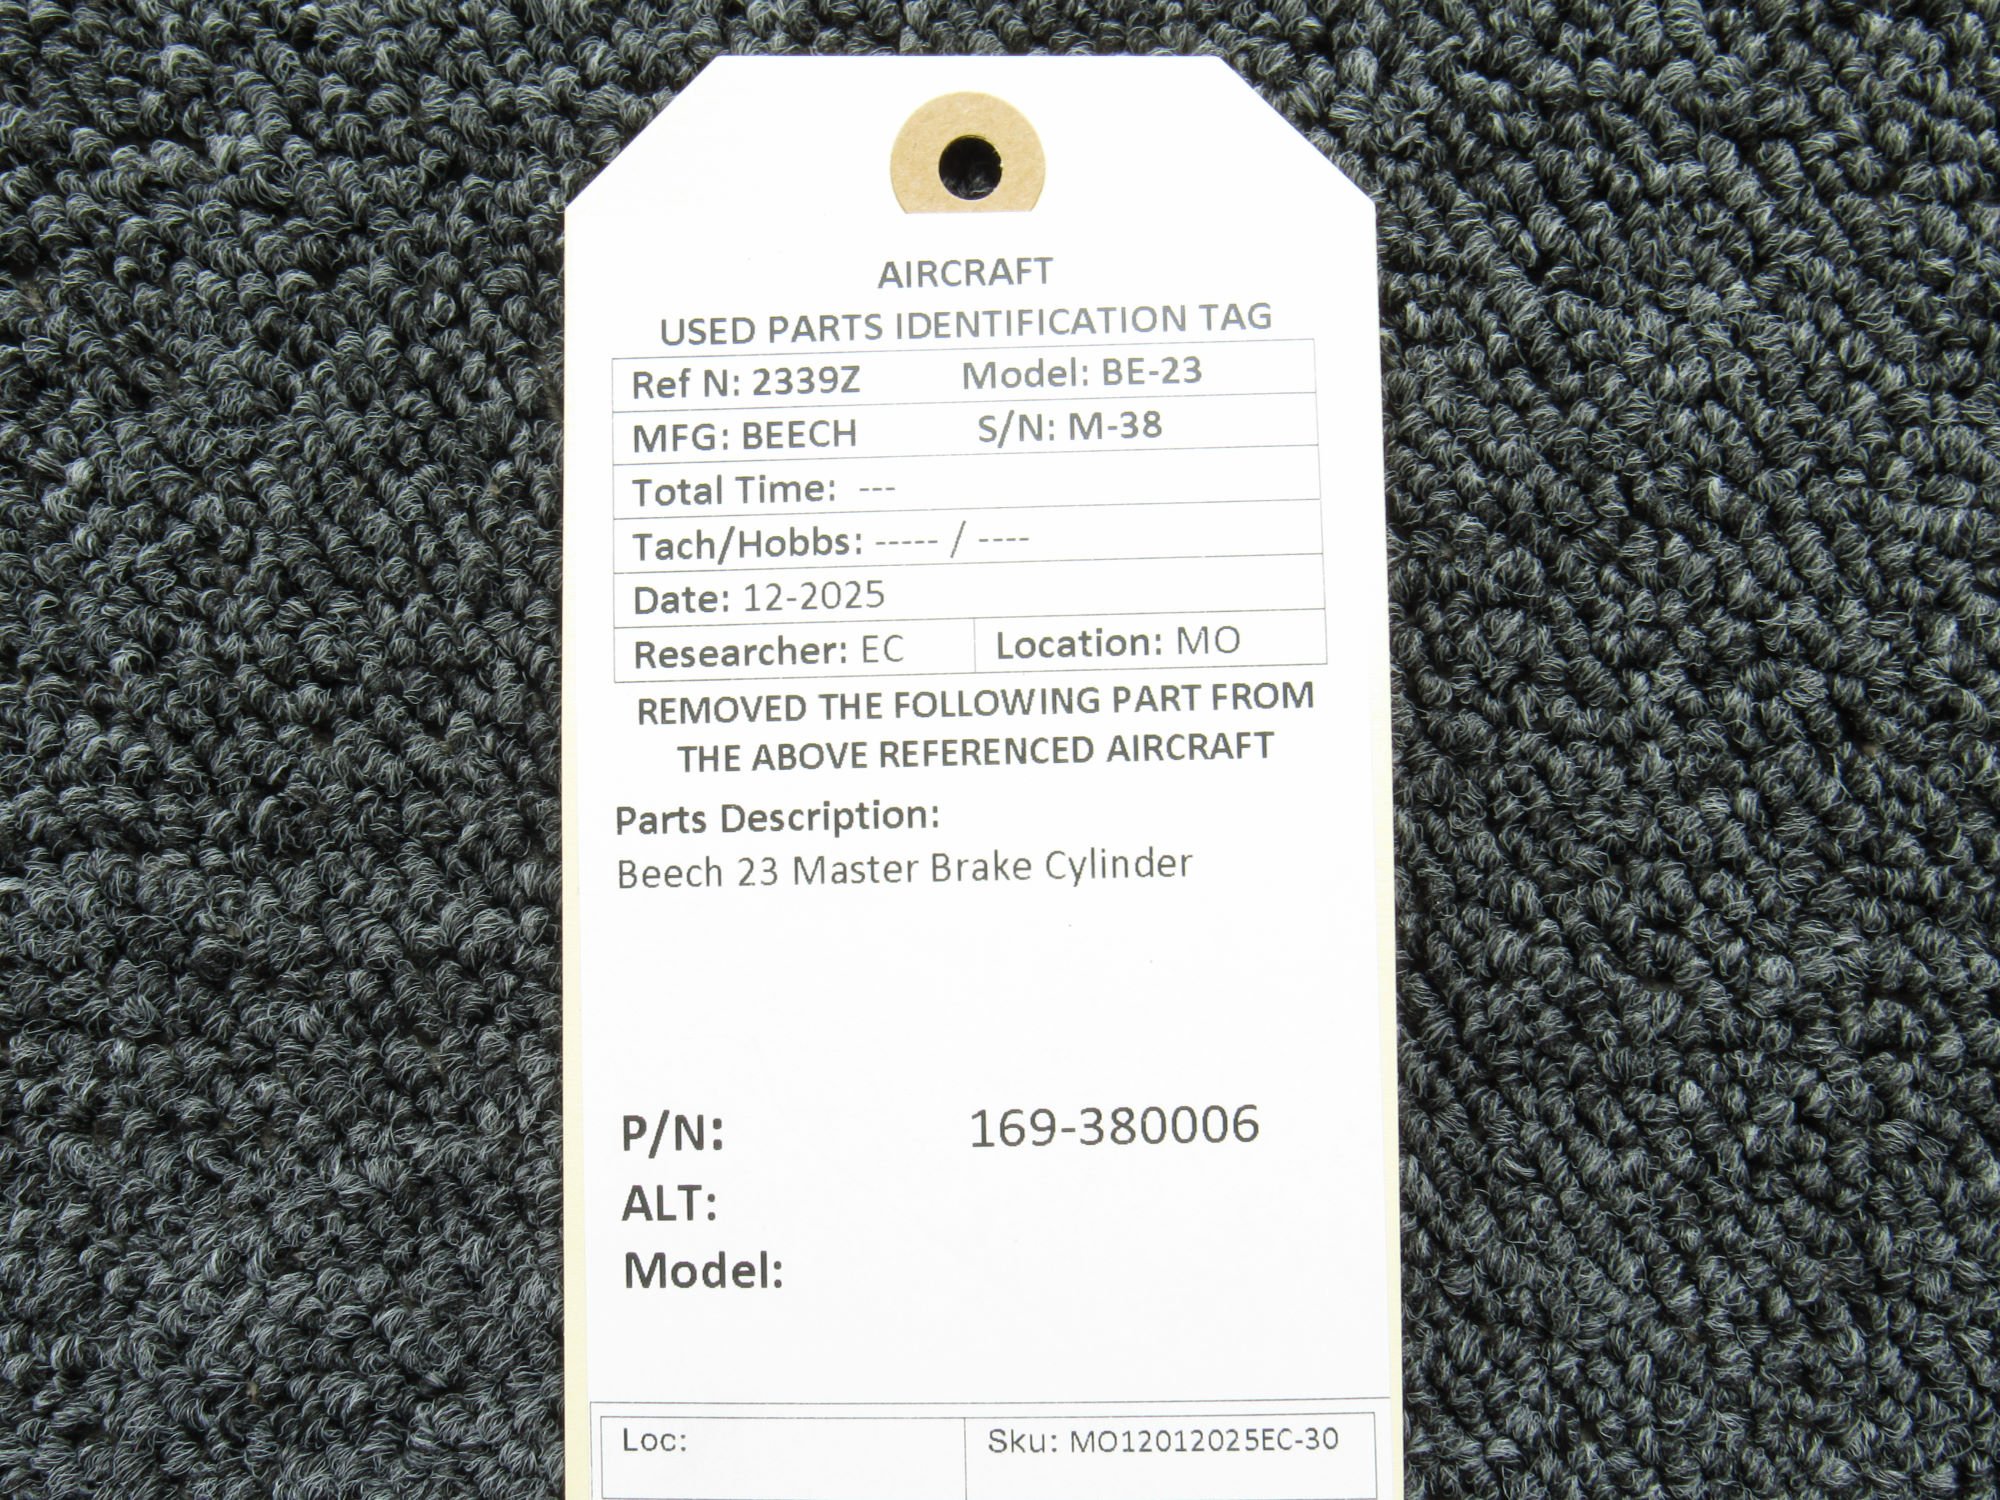 AIRCRAFT
USED PARTS IDENTIFICATION TAG
Ref N: 2339Z Model: BE-23
MFG: BEECH S/N: M-38
Total Time: ---
Tach/Hobbs: ----- / ----
Date: 12-2025
Researcher: EC Location: MO
REMOVED THE FOLLOWING PART FROM
THE ABOVE REFERENCED AIRCRAFT
Parts Description:
Beech 23 Master Brake Cylinder
P/N: 169-380006
ALT:
Model:
Loc: Sku: MO12012025EC-30